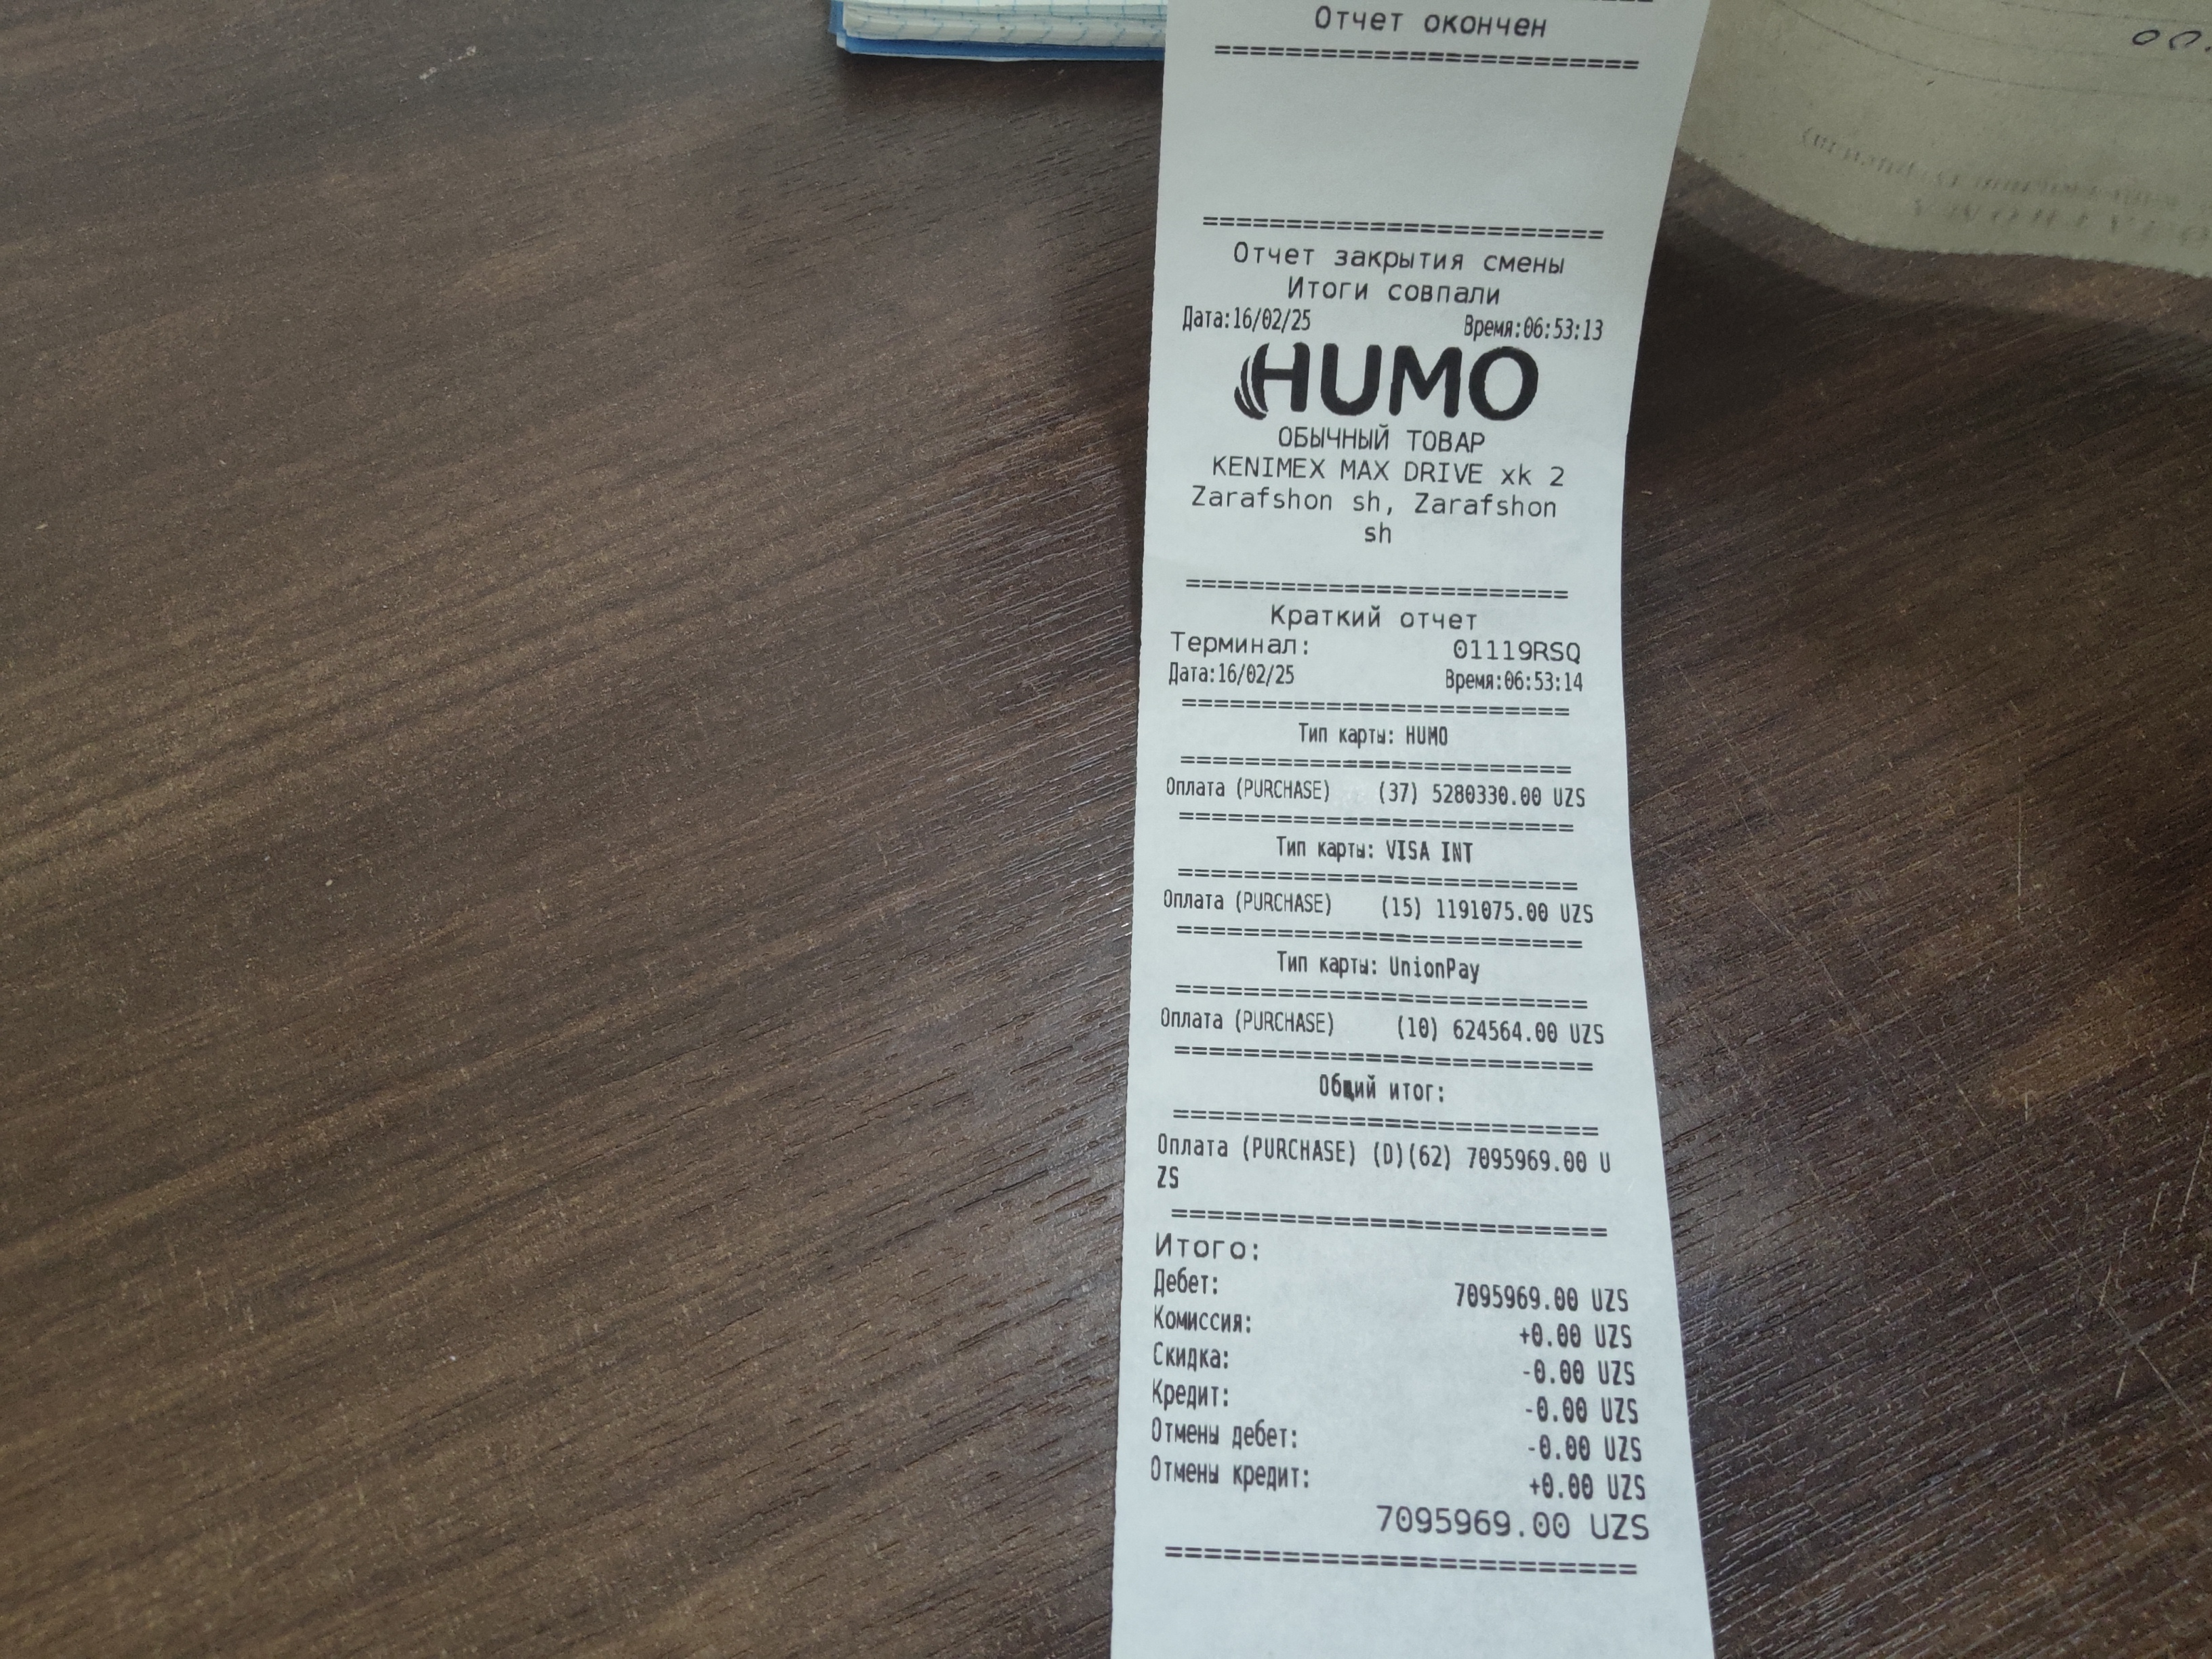 Отчет окончен
========================
========================
Отчет закрытия смены
Итоги совпали
Дата:16/02/25 Время:06:53:13
HUMO
ОБЫЧНЫЙ ТОВАР
KENIMEX MAX DRIVE xk 2
Zarafshon sh, Zarafshon
sh
========================
Краткий отчет
Терминал: 01119RSQ
Дата:16/02/25 Время:06:53:14
========================
Тип карты: HUMO
========================
Оплата (PURCHASE) (37) 5280330.00 UZS
========================
Тип карты: VISA INT
========================
Оплата (PURCHASE) (15) 1191075.00 UZS
========================
Тип карты: UnionPay
========================
Оплата (PURCHASE) (10) 624564.00 UZS
========================
Общий итог:
========================
Оплата (PURCHASE) (D)(62) 7095969.00 U
ZS
========================
Итого:
Дебет: 7095969.00 UZS
Комиссия: +0.00 UZS
Скидка: -0.00 UZS
Кредит: -0.00 UZS
Отмены дебет: -0.00 UZS
Отмены кредит: +0.00 UZS
7095969.00 UZS
========================